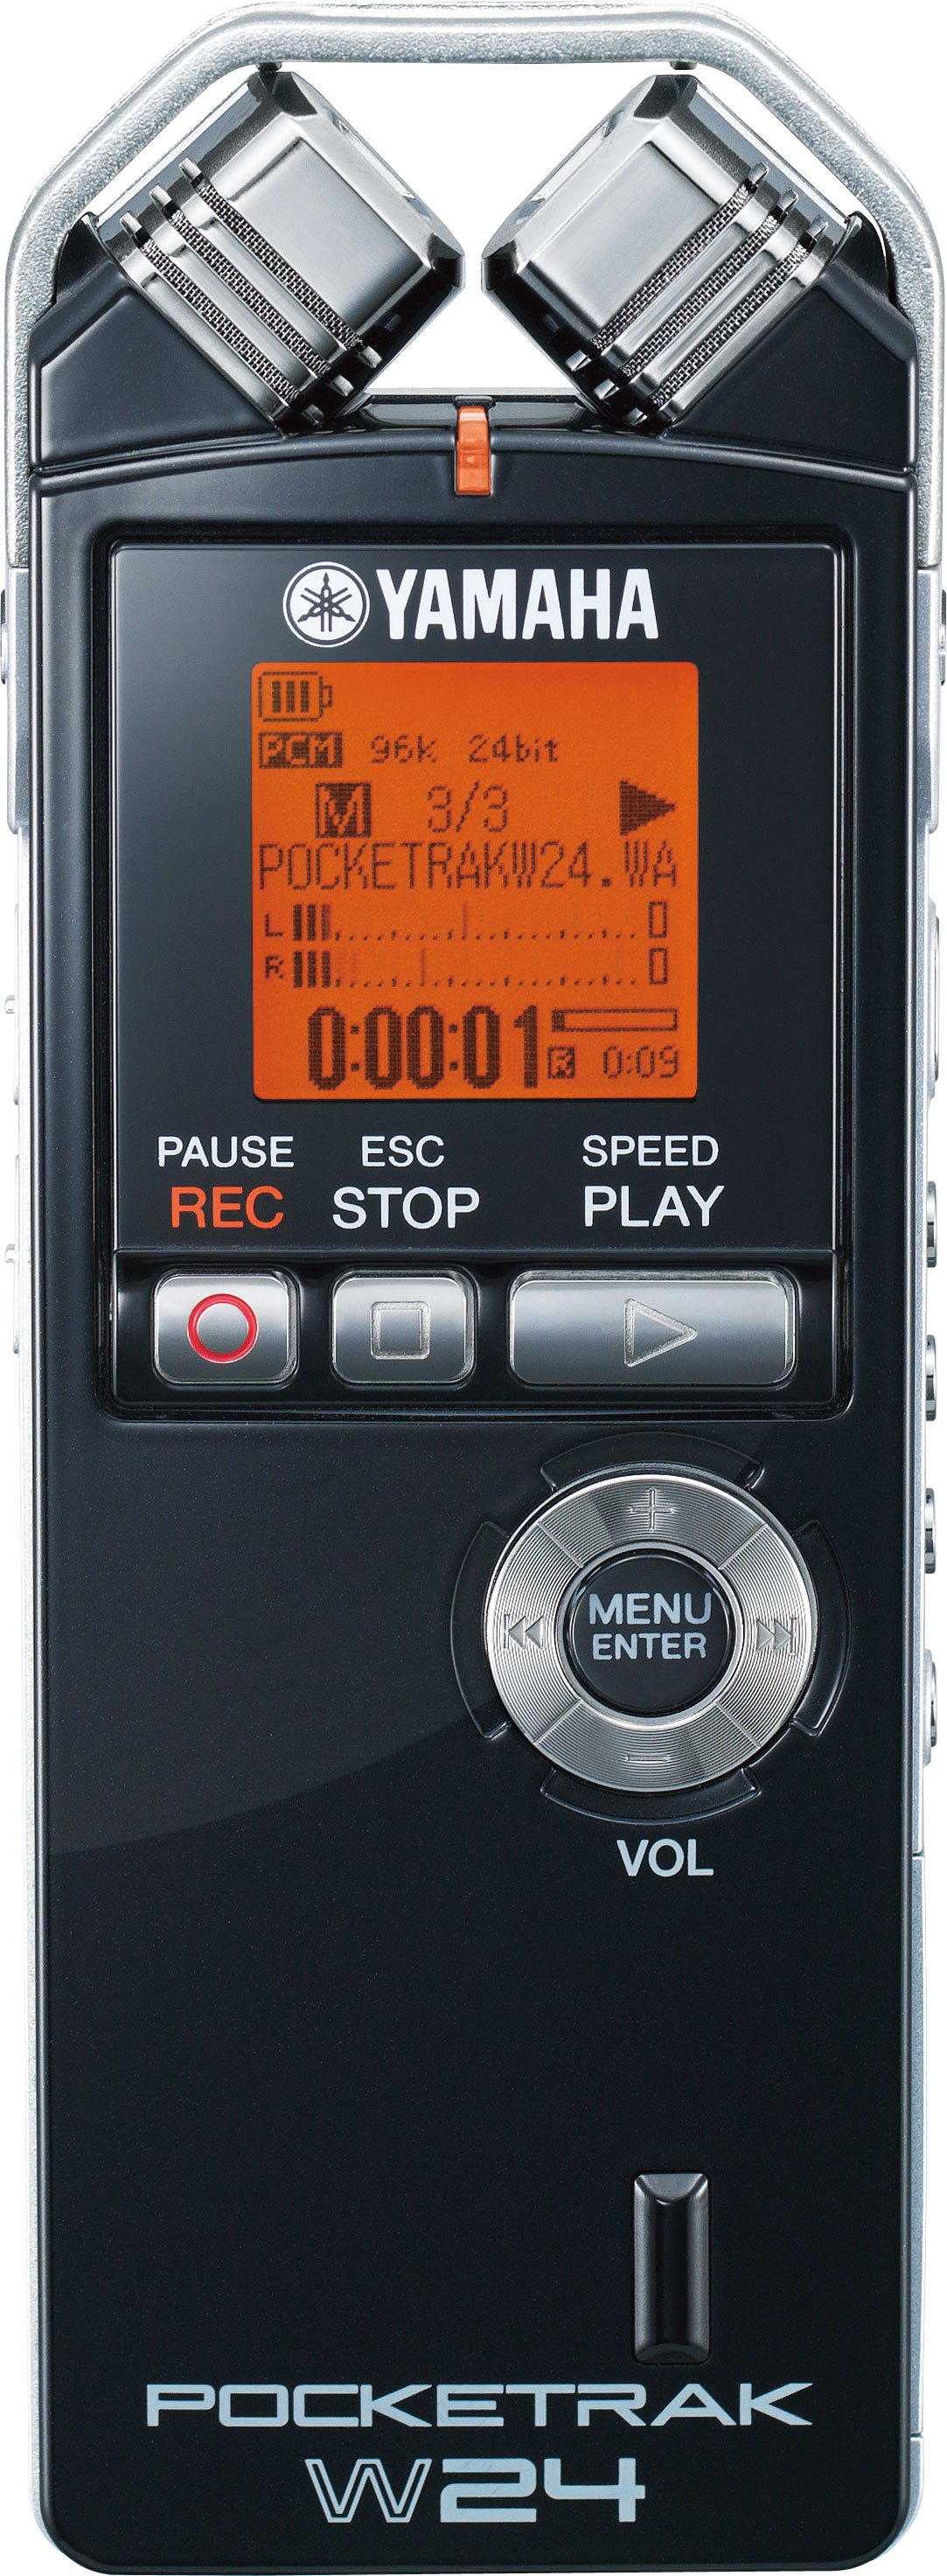 YAMAHA
PCM 96k 24bit
M 3/3
POCKETRAKW24.WA
L
R
0:00:01 R 0:09
PAUSE ESC SPEED
REC STOP PLAY
MENU
ENTER
VOL
POCKETRAK
W24